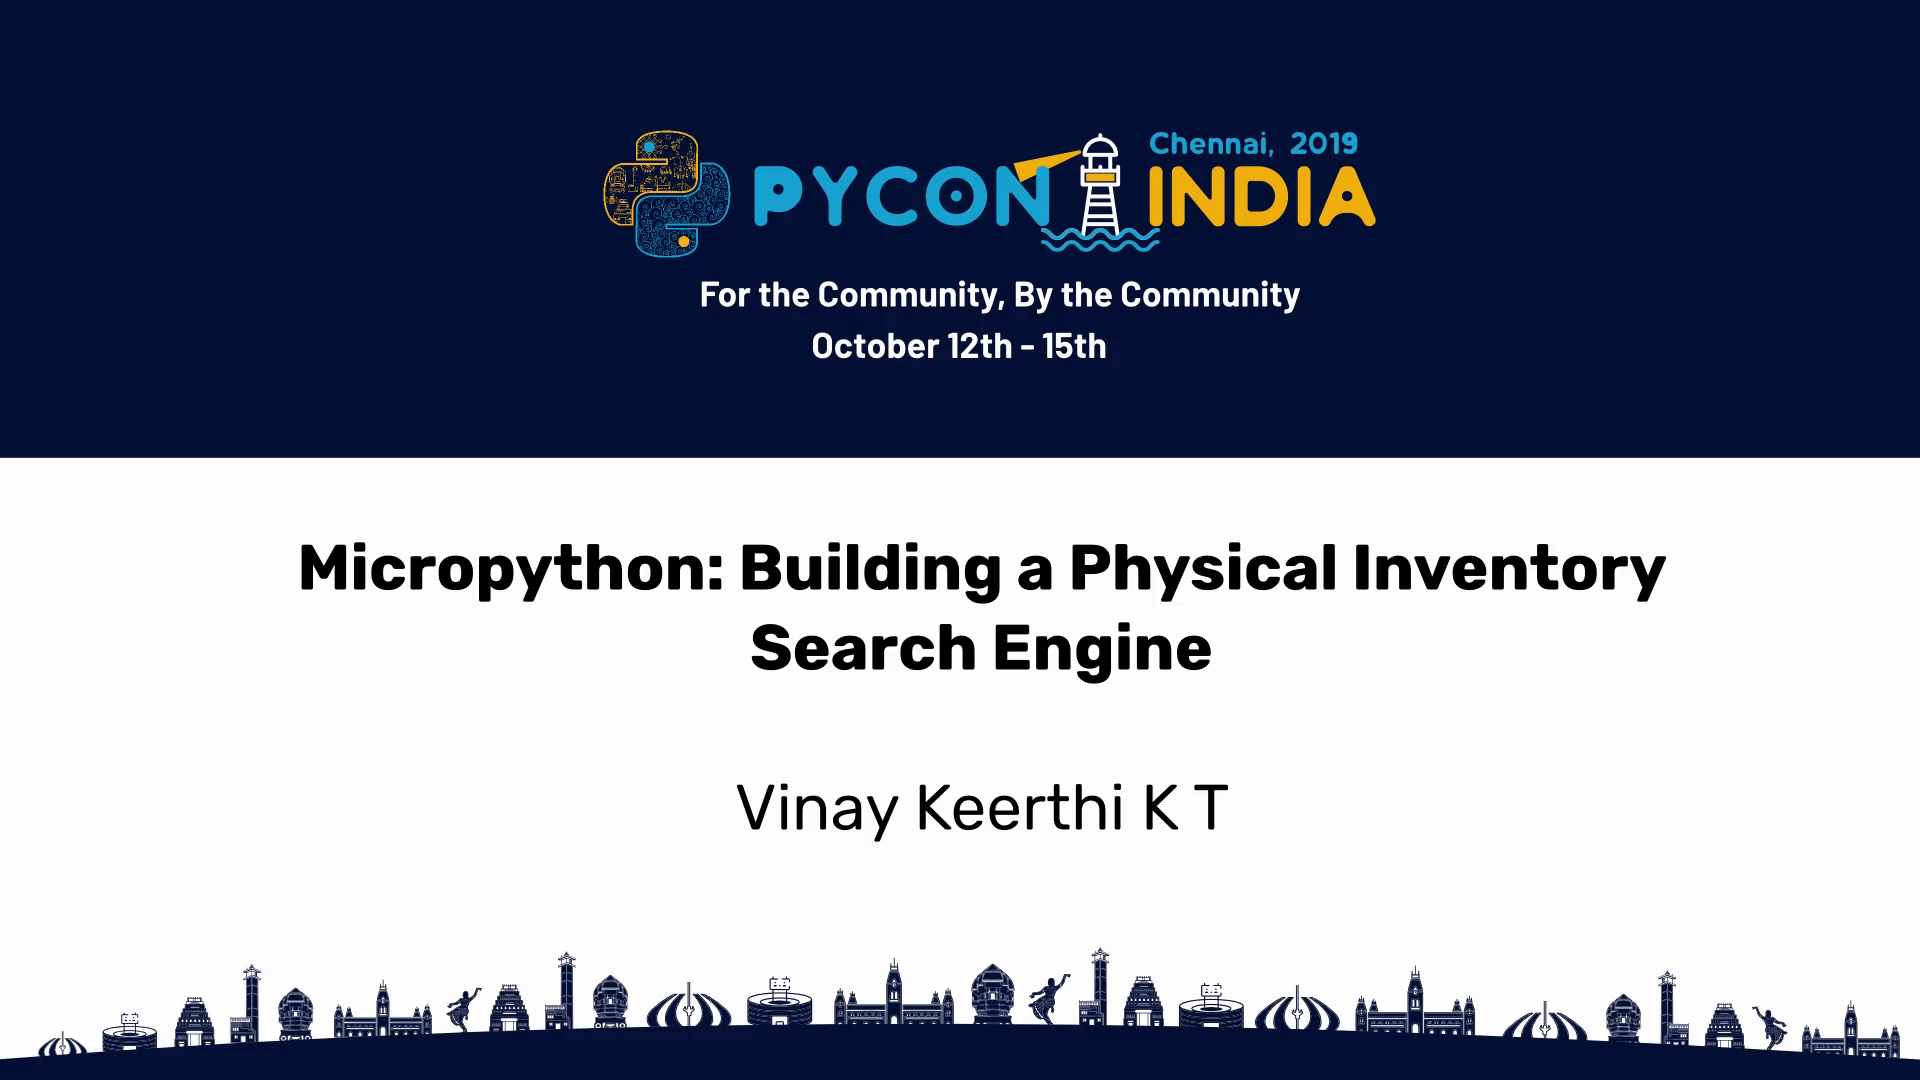 Chennai, 2019
PYCON INDIA
For the Community, By the Community
October 12th - 15th
Micropython: Building a Physical Inventory
Search Engine
Vinay Keerthi K T